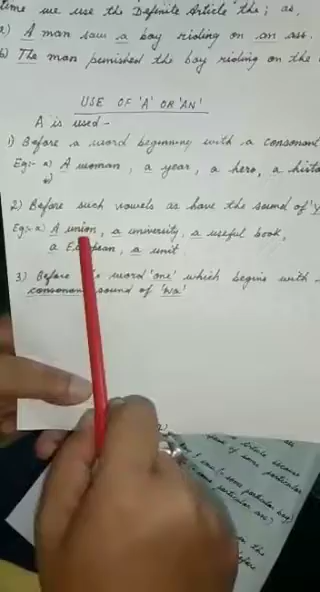 time we use the Definite Article 'the'; as,
a) A man saw a boy riding on an ass.
b) The man punished the boy riding on the
USE OF 'A' OR 'AN'
A is used -
1) Before a word beginning with a consonant
Eg:- a) A woman, a year, a hero, a histo
b)
2) Before such vowels as have the sound of 'y
Eg:- a) A union, a university, a useful book,
a European, a unit
3) Before word 'one' which begins with
consonant sound of 'wa'